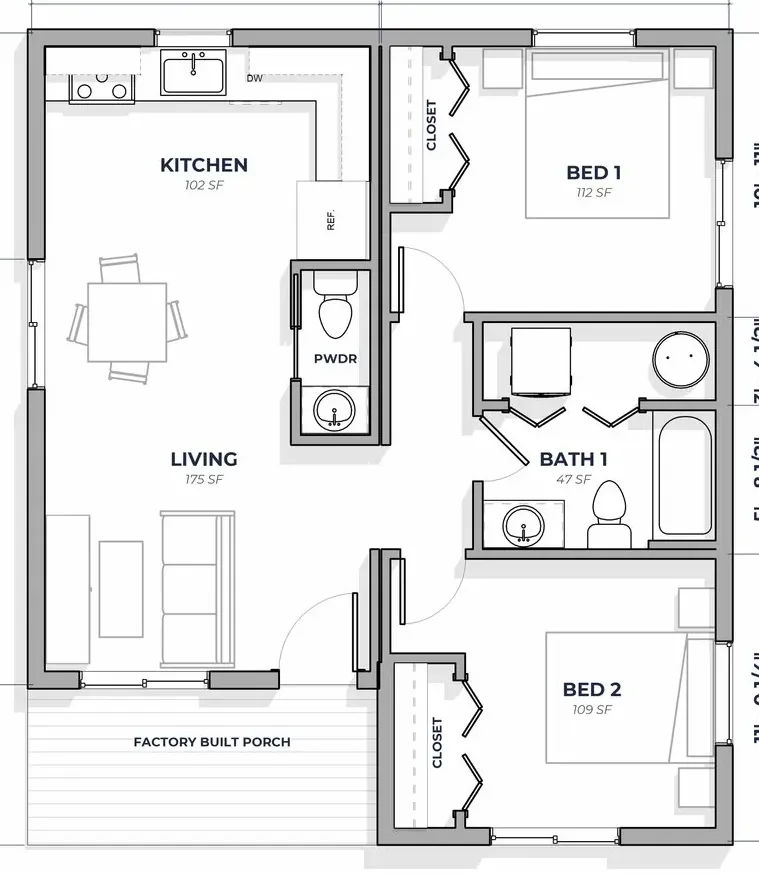 DW
KITCHEN
102 SF
REF.
CLOSET
BED 1
112 SF
PWDR
LIVING
175 SF
BATH 1
47 SF
BED 2
109 SF
CLOSET
FACTORY BUILT PORCH